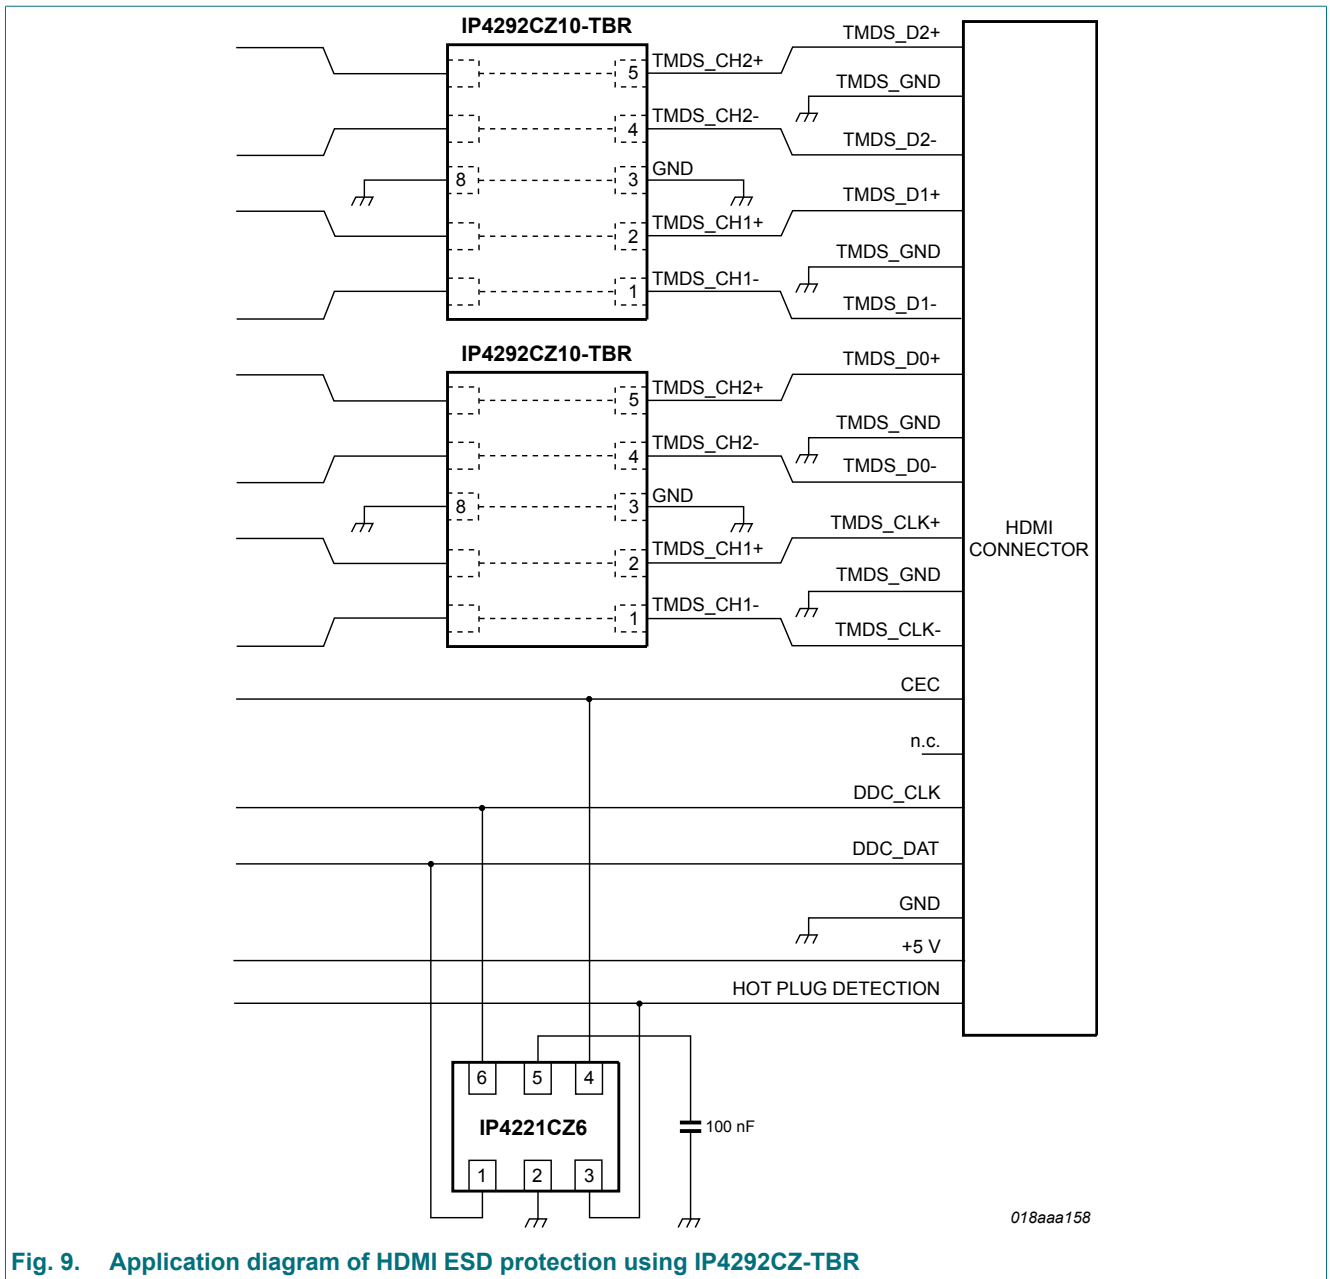 IP4292CZ10-TBR
TMDS_D2+
5 TMDS_CH2+
TMDS_GND
4 TMDS_CH2-
TMDS_D2-
8 3 GND
TMDS_D1+
2 TMDS_CH1+
TMDS_GND
1 TMDS_CH1-
TMDS_D1-
IP4292CZ10-TBR
TMDS_D0+
5 TMDS_CH2+
TMDS_GND
4 TMDS_CH2-
TMDS_D0-
8 3 GND
TMDS_CLK+
HDMI
CONNECTOR
2 TMDS_CH1+
TMDS_GND
1 TMDS_CH1-
TMDS_CLK-
CEC
n.c.
DDC_CLK
DDC_DAT
GND
+5 V
HOT PLUG DETECTION
6 5 4
IP4221CZ6
100 nF
1 2 3
018aaa158
Fig. 9. Application diagram of HDMI ESD protection using IP4292CZ-TBR